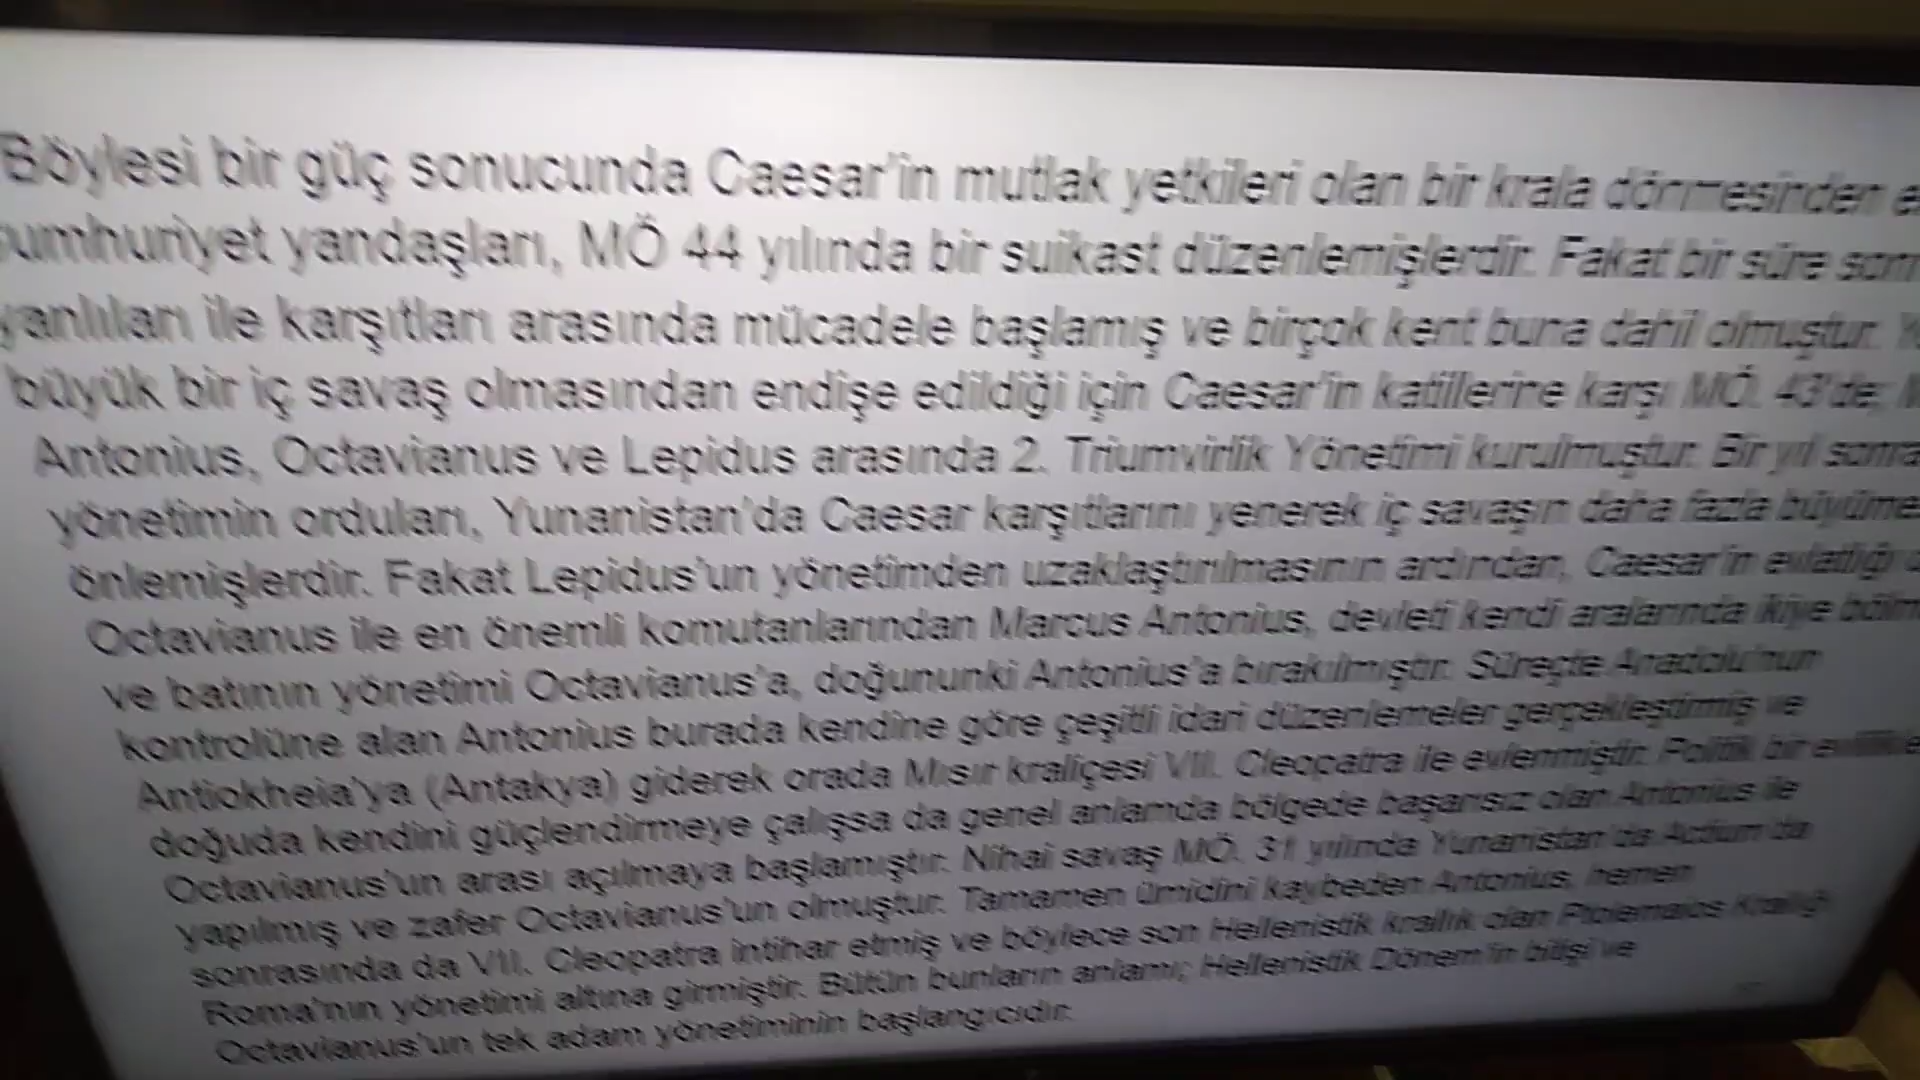 Böylesi bir güç sonucunda Caesar'in mutlak yetkileri olan bir krala dönmesinden
cumhuriyet yandaşları, MÖ 44 yılında bir suikast düzenlemişlerdir. Fakat bir süre
yanlıları ile karşıtları arasında mücadele başlamış ve birçok kent buna dahil olmuştur.
büyük bir iç savaş olmasından endişe edildiği için Caesar'in katillerine karşı MÖ. 43'de;
Antonius, Octavianus ve Lepidus arasında 2. Triumvirlik Yönetimi kurulmuştur. Bir yıl sonra
yönetimin orduları, Yunanistan'da Caesar karşıtlarını yenerek iç savaşın daha fazla
önlemişlerdir. Fakat Lepidus'un yönetimden uzaklaştırılmasının ardından, Caesar'in evlatlığı
Octavianus ile en önemli komutanlarından Marcus Antonius, devleti kendi aralarında ikiye
ve batının yönetimi Octavianus'a, doğununki Antonius'a bırakılmıştır. Süreçte Anadolu'nun
kontrolüne alan Antonius burada kendine göre çeşitli idari düzenlemeler gerçekleştirmiş ve
Antiokheia'ya (Antakya) giderek orada Mısır kraliçesi VII. Cleopatra ile evlenmiştir. Politik bir
doğuda kendini güçlendirmeye çalışsa da genel anlamda bölgede başarısız olan Antonius ile
Octavianus'un arası açılmaya başlamıştır. Nihai savaş MÖ. 31 yılında Yunanistan'da Actium'da
yapılmış ve zafer Octavianus'un olmuştur. Tamamen ümidini kaybeden Antonius, hemen
sonrasında da VII. Cleopatra intihar etmiş ve böylece son Hellenistik krallık olan Ptolemaios Krallığı
Roma'nın yönetimi altına girmiştir. Bütün bunların anlamı; Hellenistik Dönem'in bitişi ve
Octavianus'un tek adam yönetiminin başlangıcıdır.